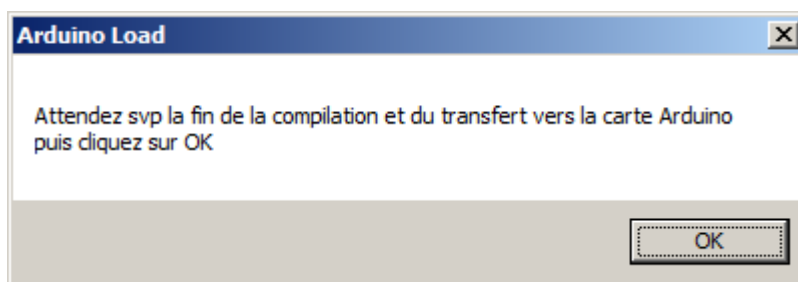 Arduino Load
Attendez svp la fin de la compilation et du transfert vers la carte Arduino
puis cliquez sur OK
OK